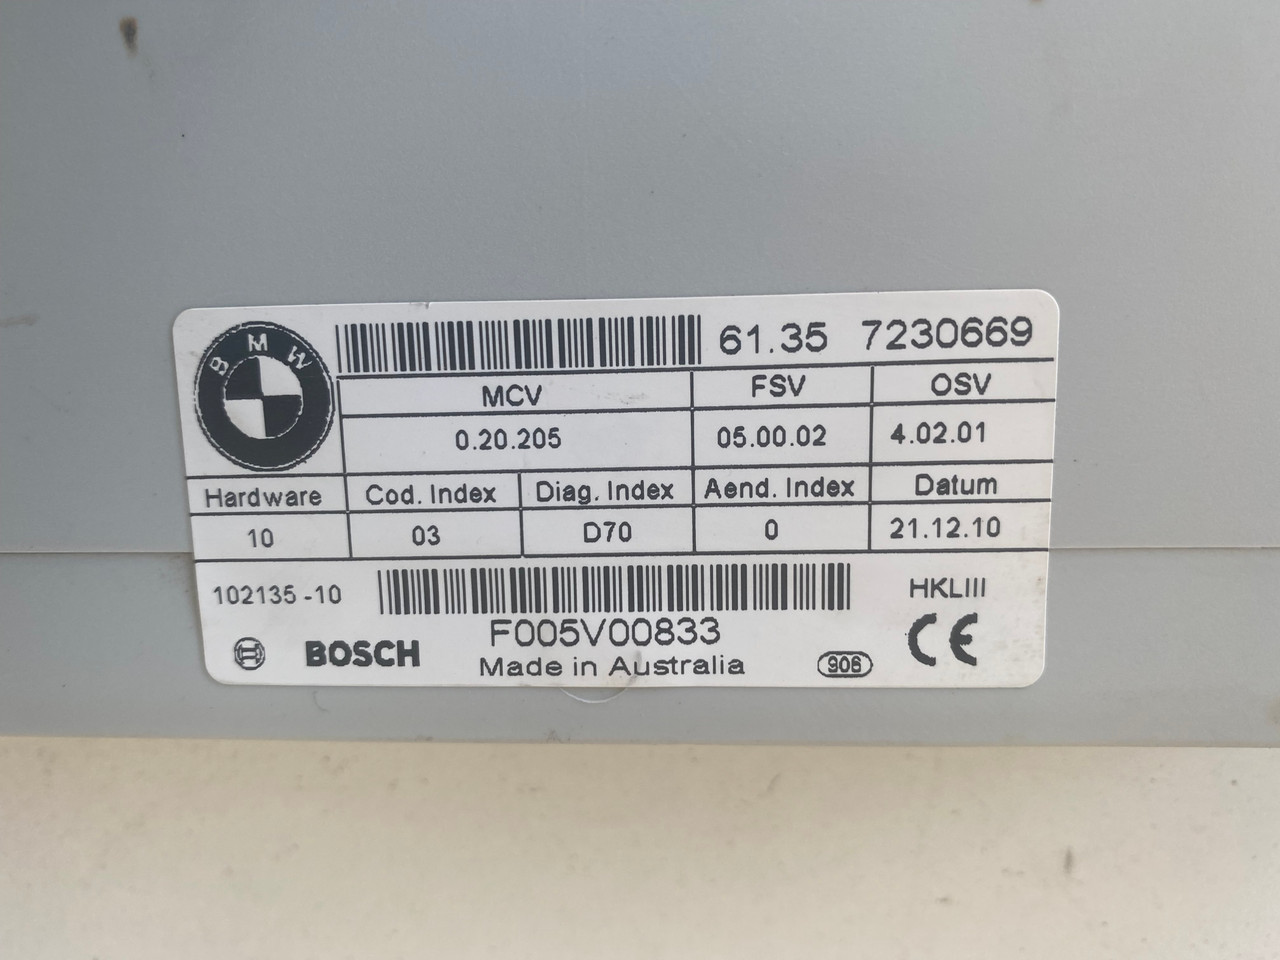 BMW
61.35 7230669
MCV FSV OSV
0.20.205 05.00.02 4.02.01
Hardware Cod. Index Diag. Index Aend. Index Datum
10 03 D70 0 21.12.10
102135 -10 HKLIII
F005V00833
BOSCH Made in Australia 906 CE